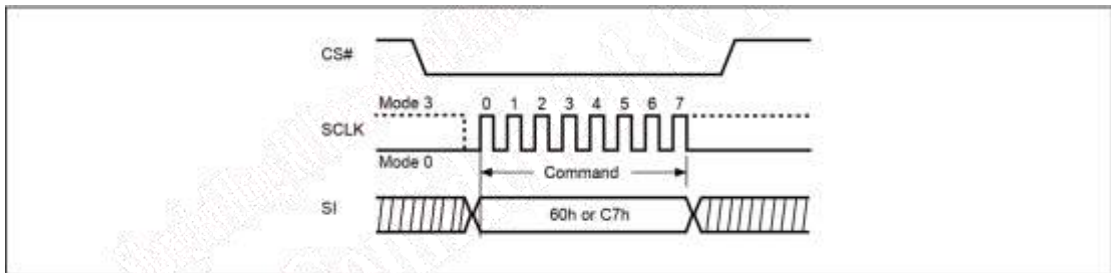 CS#
Mode 3
0 1 2 3 4 5 6 7
SCLK
Mode 0
Command
SI
60h or C7h